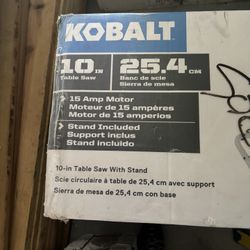 KOBALT
10 IN 25.4 CM
Table Saw Banc de scie
Sierra de mesa
15 Amp Motor
Moteur de 15 ampères
Motor de 15 amperios
Stand Included
Support inclus
Stand incluido
10-in Table Saw With Stand
Scie circulaire à table de 25,4 cm avec support
Sierra de mesa de 25,4 cm con base